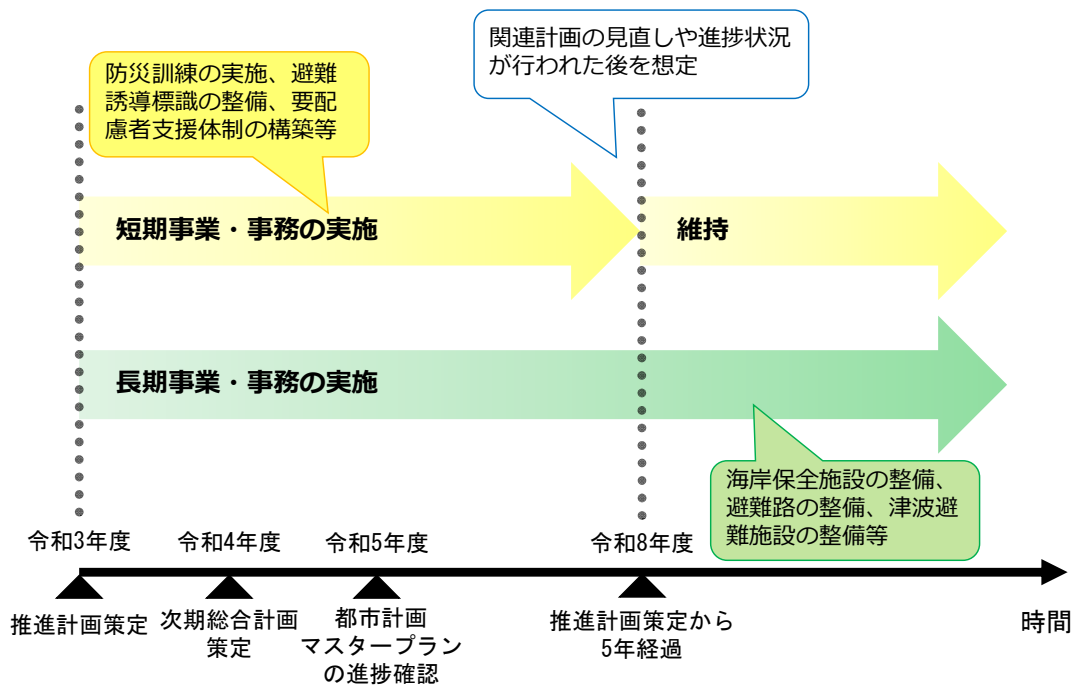 関連計画の見直しや進捗状況
が行われた後を想定
防災訓練の実施、避難
誘導標識の整備、要配
慮者支援体制の構築等
短期事業・事務の実施
維持
長期事業・事務の実施
海岸保全施設の整備、
避難路の整備、津波避
難施設の整備等
令和3年度
令和4年度
令和5年度
令和8年度
推進計画策定
次期総合計画
策定
都市計画
マスタープラン
の進捗確認
推進計画策定から
5年経過
時間